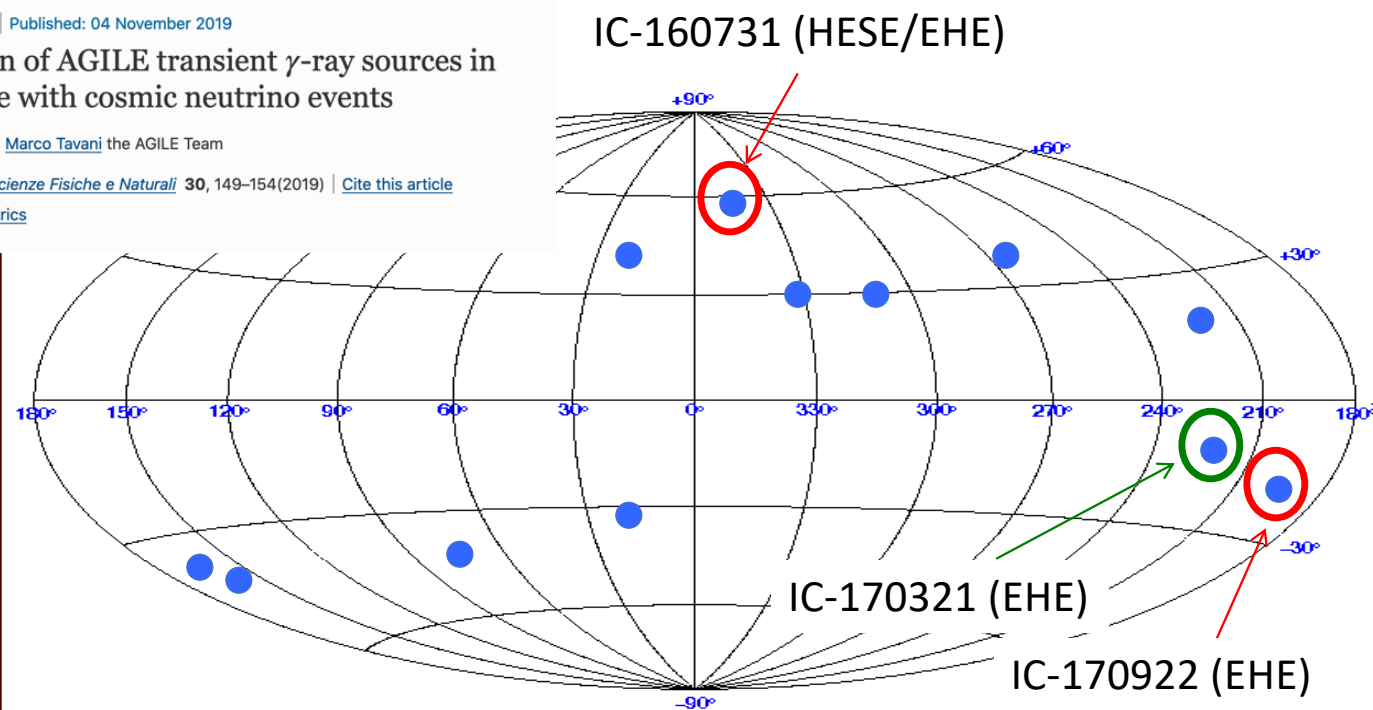 Published: 04 November 2019
n of AGILE transient γ-ray sources in
e with cosmic neutrino events
Marco Tavani the AGILE Team
cienze Fisiche e Naturali 30, 149–154(2019) | Cite this article
rics
IC-160731 (HESE/EHE)
+90°
+60°
+30°
180° 150° 120° 90° 60° 30° 0° 330° 300° 270° 240° 210° 180°
-30°
IC-170321 (EHE)
IC-170922 (EHE)
-90°